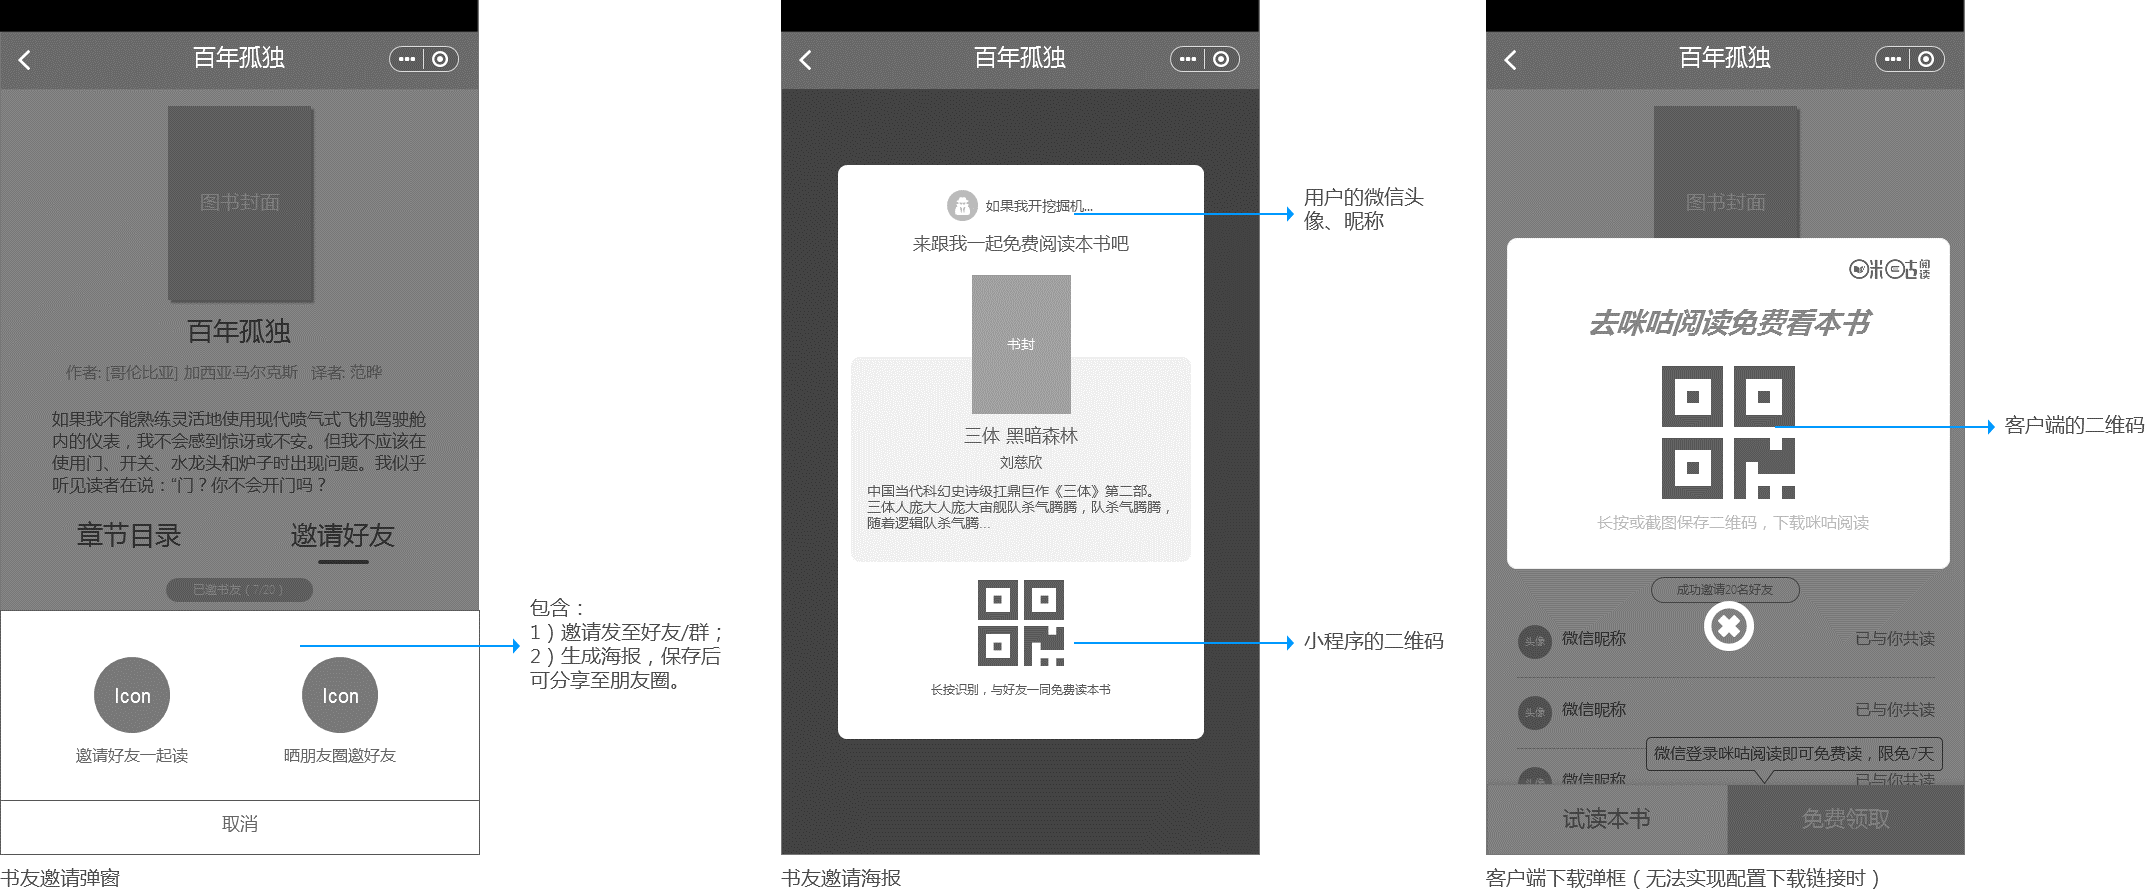 百年孤独
图书封面
百年孤独
作者: [哥伦比亚] 加西亚·马尔克斯 译者: 范晔
如果我不能熟练灵活地使用现代喷气式飞机驾驶舱
内的仪表，我不会感到惊讶或不安。但我不应该在
使用门、开关、水龙头和炉子时出现问题。我似乎
听见读者在说：“门？你不会开门吗？
章节目录
邀请好友
已邀书友（7/20）
Icon
邀请好友一起读
Icon
晒朋友圈邀好友
取消
包含：
1）邀请发至好友/群；
2）生成海报，保存后
可分享至朋友圈。
书友邀请弹窗
百年孤独
如果我开挖掘机...
来跟我一起免费阅读本书吧
书封
三体 黑暗森林
刘慈欣
中国当代科幻史诗级扛鼎巨作《三体》第二部。
三体人庞大人庞大宙舰队杀气腾腾，队杀气腾腾，
随着逻辑队杀气腾...
长按识别，与好友一同免费读本书
用户的微信头
像、昵称
小程序的二维码
书友邀请海报
百年孤独
图书封面
咪咕阅读
去咪咕阅读免费看本书
长按或截图保存二维码，下载咪咕阅读
成功邀请20名好友
头像 微信昵称 已与你共读
头像 微信昵称 已与你共读
头像 微信昵称 已与你共读
微信登录咪咕阅读即可免费读，限免7天
试读本书
免费领取
客户端的二维码
客户端下载弹框（无法实现配置下载链接时）